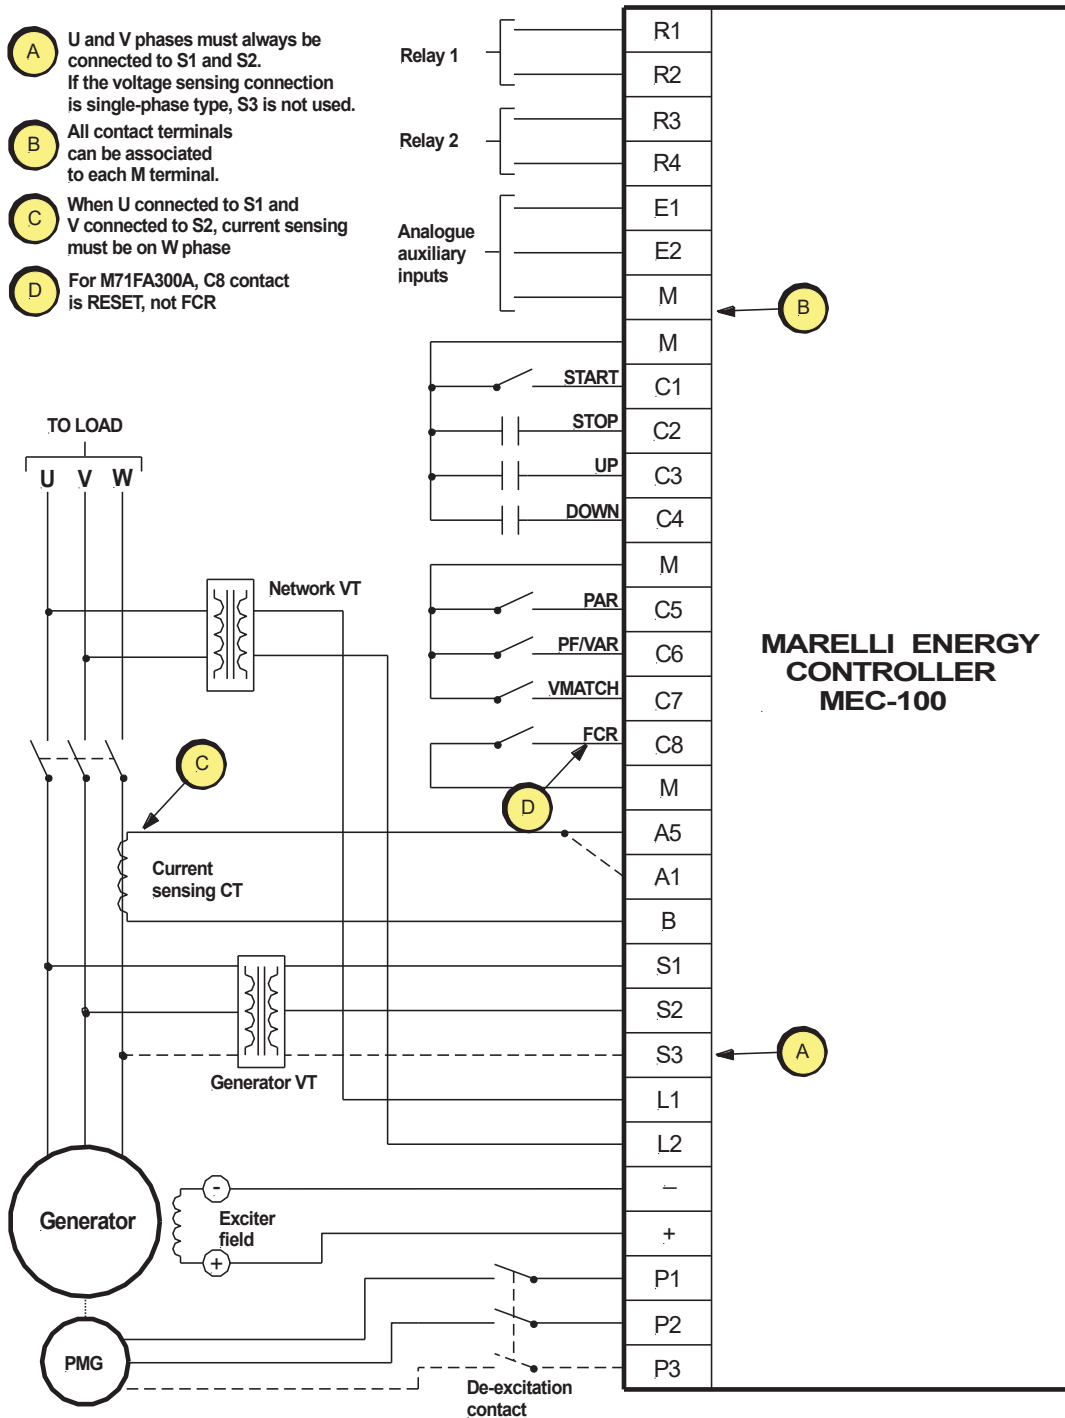 A
U and V phases must always be
connected to S1 and S2.
If the voltage sensing connection
is single-phase type, S3 is not used.
B
All contact terminals
can be associated
to each M terminal.
C
When U connected to S1 and
V connected to S2, current sensing
must be on W phase
D
For M71FA300A, C8 contact
is RESET, not FCR
Relay 1
R1
R2
Relay 2
R3
R4
Analogue
auxiliary
inputs
E1
E2
M
B
M
START
C1
STOP
C2
UP
C3
DOWN
C4
TO LOAD
U V W
M
Network VT
PAR
C5
PF/VAR
C6
VMATCH
C7
FCR
C8
M
MARELLI ENERGY
CONTROLLER
MEC-100
C
D
A5
Current
sensing CT
A1
B
S1
S2
S3
A
Generator VT
L1
L2
-
–
Generator
Exciter
field
+
+
P1
P2
PMG
P3
De-excitation
contact